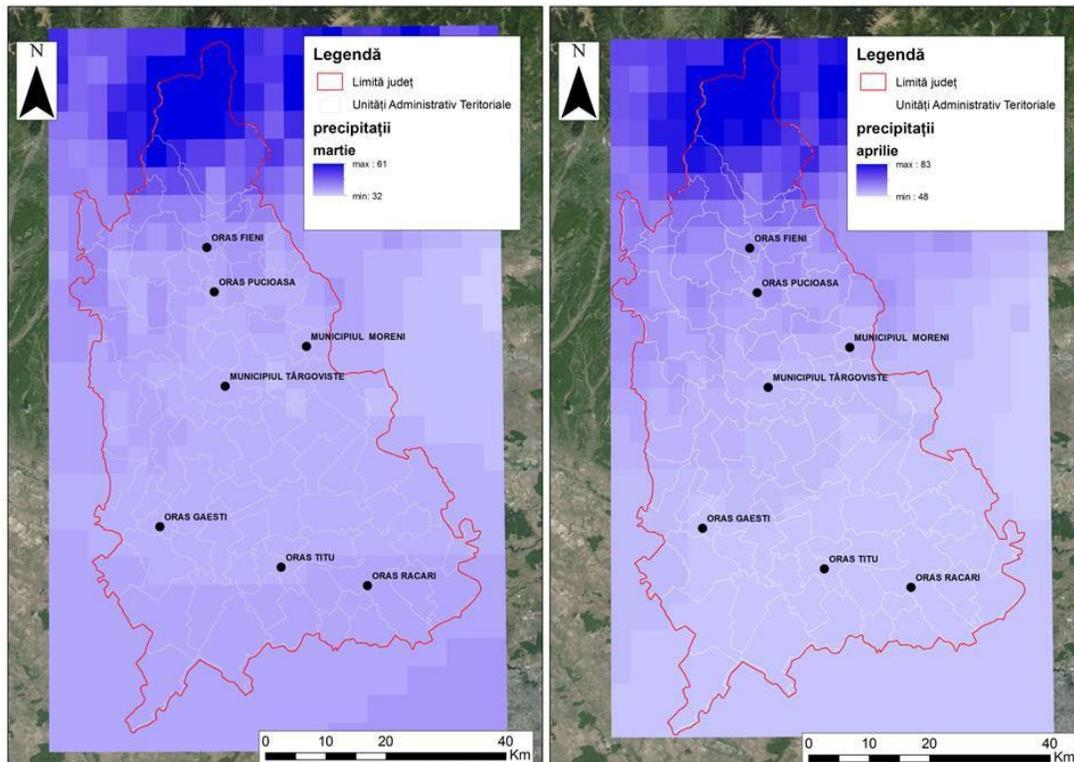 N
Legendă
Limită județ
Unități Administrativ Teritoriale
precipitații
martie
max : 61
min: 32
ORAS FIENI
ORAS PUCIOASA
MUNICIPIUL MORENI
MUNICIPIUL TÂRGOVISTE
ORAS GAESTI
ORAS TITU
ORAS RACARI
0 10 20 40
Km
N
Legendă
Limită județ
Unități Administrativ Teritoriale
precipitații
aprilie
max : 83
min : 48
ORAS FIENI
ORAS PUCIOASA
MUNICIPIUL MORENI
MUNICIPIUL TÂRGOVISTE
ORAS GAESTI
ORAS TITU
ORAS RACARI
0 10 20 40
Km